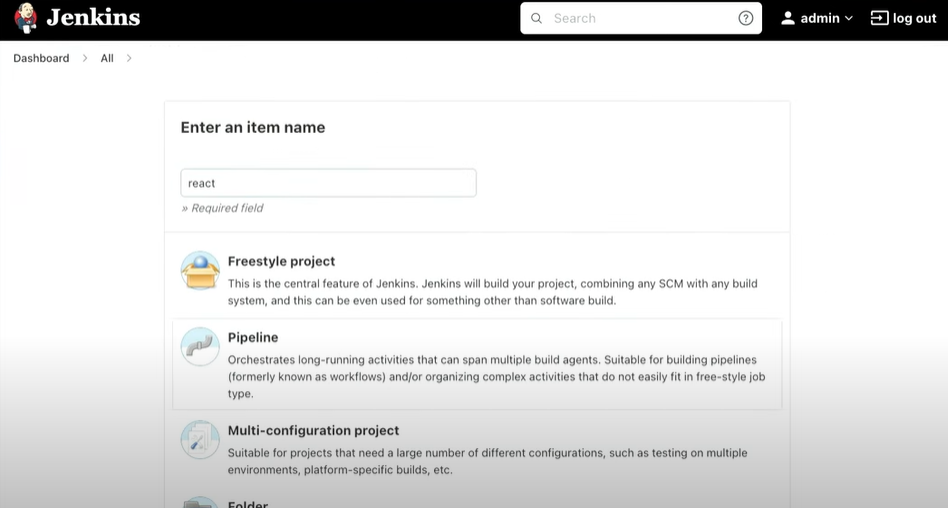 Jenkins
Search
admin
log out
Dashboard
All
Enter an item name
react
» Required field
Freestyle project
This is the central feature of Jenkins. Jenkins will build your project, combining any SCM with any build
system, and this can be even used for something other than software build.
Pipeline
Orchestrates long-running activities that can span multiple build agents. Suitable for building pipelines
(formerly known as workflows) and/or organizing complex activities that do not easily fit in free-style job
type.
Multi-configuration project
Suitable for projects that need a large number of different configurations, such as testing on multiple
environments, platform-specific builds, etc.
Folder